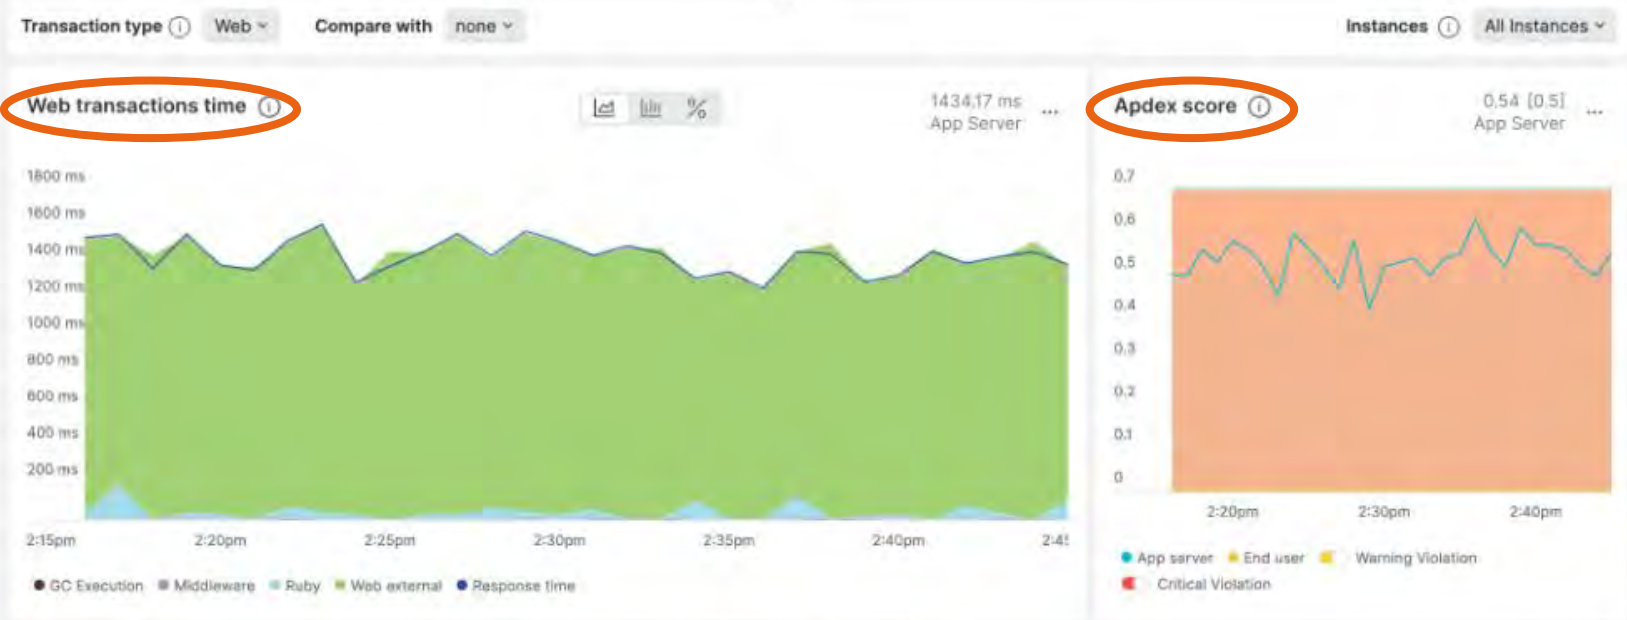 Transaction type Web Compare with none Instances All Instances
Web transactions time
1434.17 ms
App Server
Apdex score
0.54 [0.5]
App Server
1800 ms
1600 ms
1400 ms
1200 ms
1000 ms
800 ms
600 ms
400 ms
200 ms
2:15pm 2:20pm 2:25pm 2:30pm 2:35pm 2:40pm 2:45
GC Execution Middleware Ruby Web external Response time
0.7
0.6
0.5
0.4
0.3
0.2
0.1
0
2:20pm 2:30pm 2:40pm
App server End user Warning Violation
Critical Violation